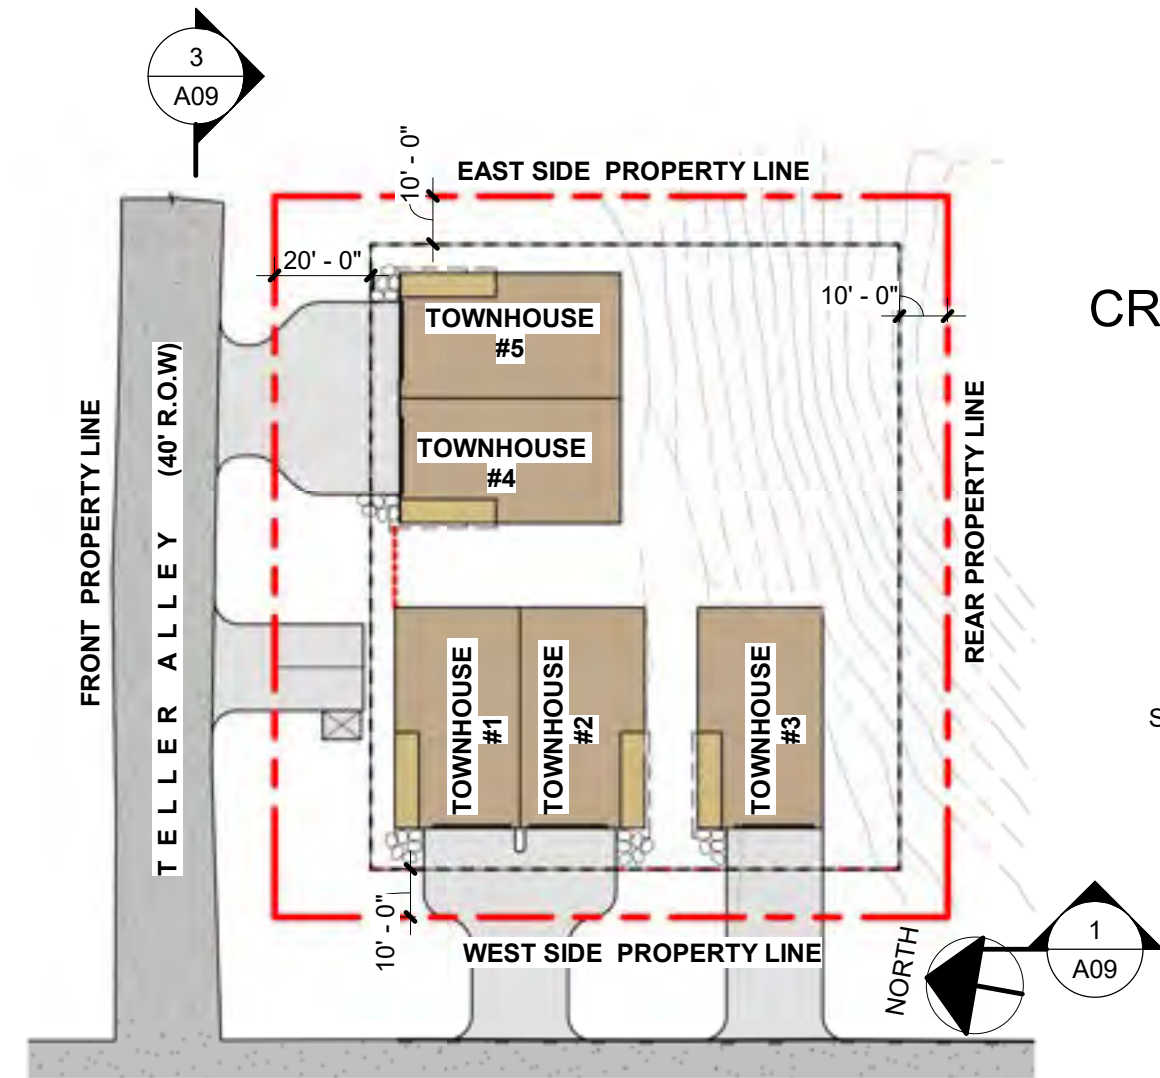 3
A09
10' - 0"
EAST SIDE PROPERTY LINE
20' - 0"
10' - 0"
CR
TOWNHOUSE
#5
TOWNHOUSE
#4
FRONT PROPERTY LINE
TELLER ALLEY (40' R.O.W)
REAR PROPERTY LINE
TOWNHOUSE
#1
TOWNHOUSE
#2
TOWNHOUSE
#3
S
10' - 0"
WEST SIDE PROPERTY LINE
NORTH
1
A09